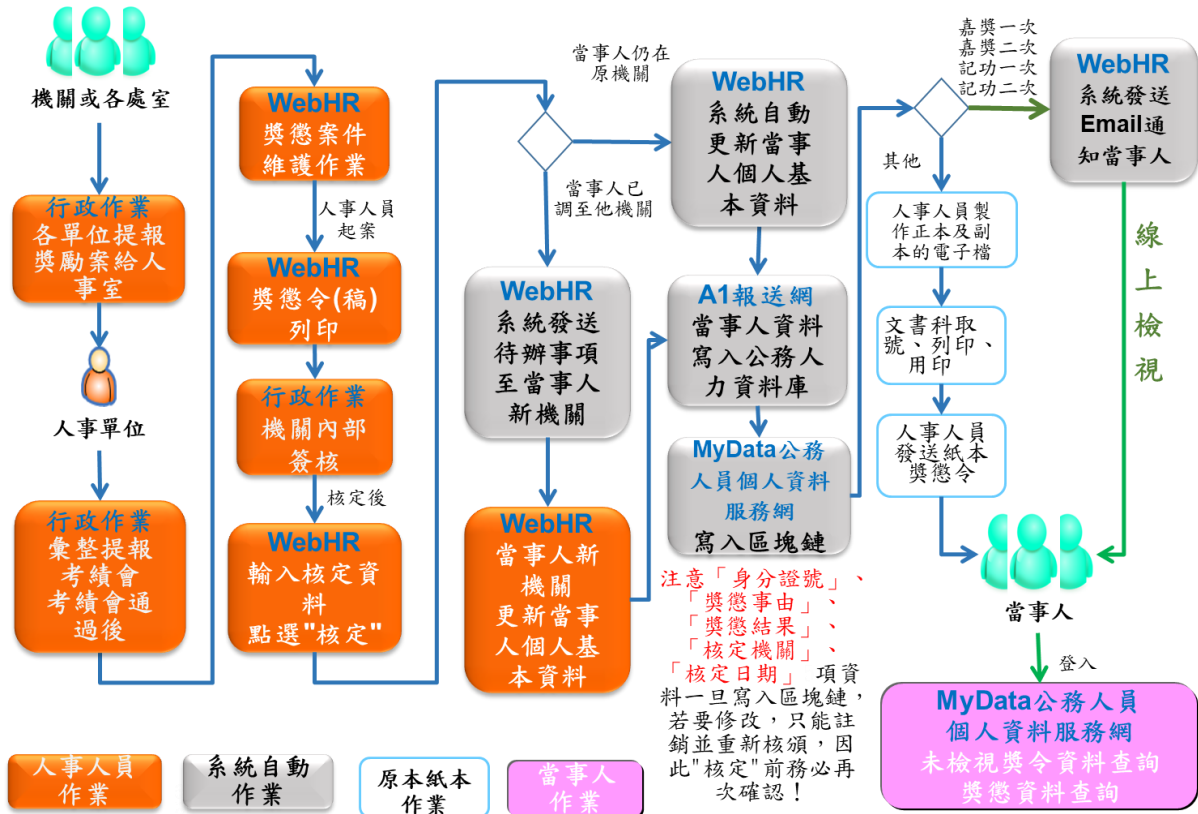 機關或各處室
行政作業
各單位提報
獎勵案給人
事室
人事單位
行政作業
彙整提報
考績會
考績會通
過後
WebHR
獎懲案件
維護作業
人事人員
起案
WebHR
獎懲令(稿)
列印
行政作業
機關內部
簽核
核定後
WebHR
輸入核定資
料
點選"核定"
當事人仍在
原機關
當事人已
調至他機關
WebHR
系統發送
待辦事項
至當事人
新機關
WebHR
當事人新
機關
更新當事
人個人基
本資料
WebHR
系統自動
更新當事
人個人基
本資料
A1報送網
當事人資料
寫入公務人
力資料庫
MyData公務
人員個人資料
服務網
寫入區塊鏈
注意「身分證號」、
「獎懲事由」、
「獎懲結果」、
「核定機關」、
「核定日期」 項資
料一旦寫入區塊鏈，
若要修改，只能註
銷並重新核頒，因
此"核定"前務必再
次確認！
嘉獎一次
嘉獎二次
記功一次
記功二次
其他
人事人員製
作正本及副
本的電子檔
文書科取
號、列印、
用印
人事人員
發送紙本
獎懲令
WebHR
系統發送
Email通
知當事人
線
上
檢
視
當事人
登入
MyData公務人員
個人資料服務網
未檢視獎令資料查詢
獎懲資料查詢
人事人員
作業
系統自動
作業
原本紙本
作業
當事人
作業